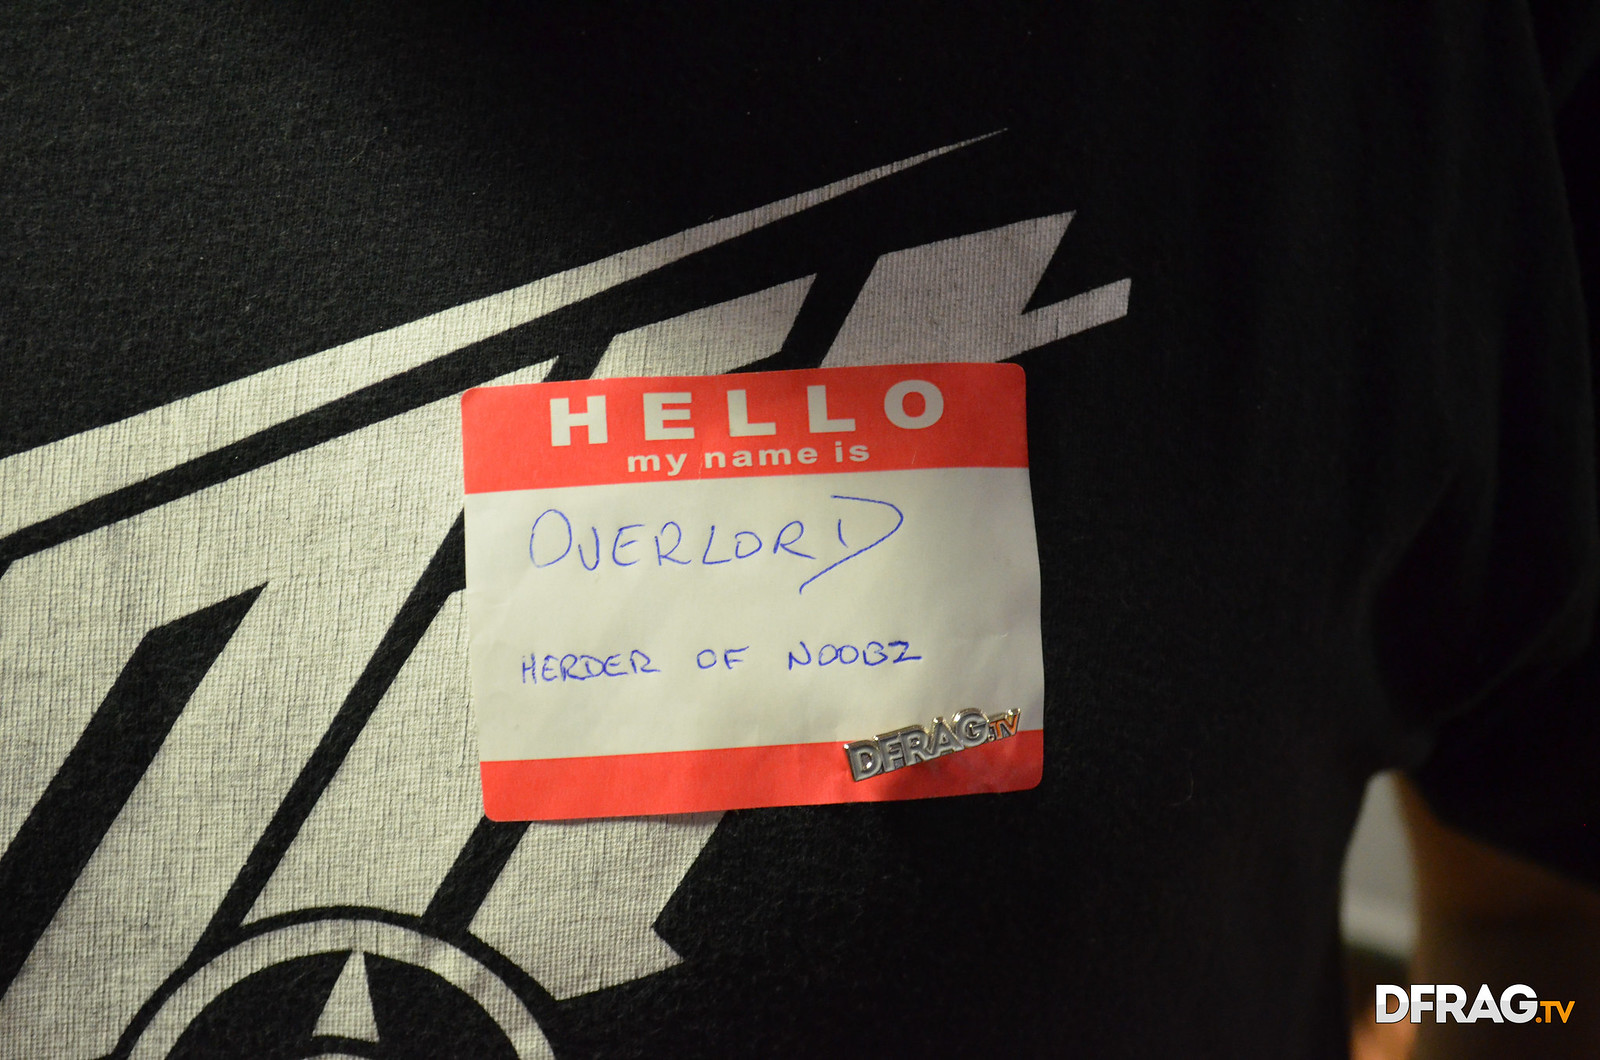 HELLO
my name is
OVERLORD
HERDER OF NOOBZ
DFRAG.TV
DFRAG.TV